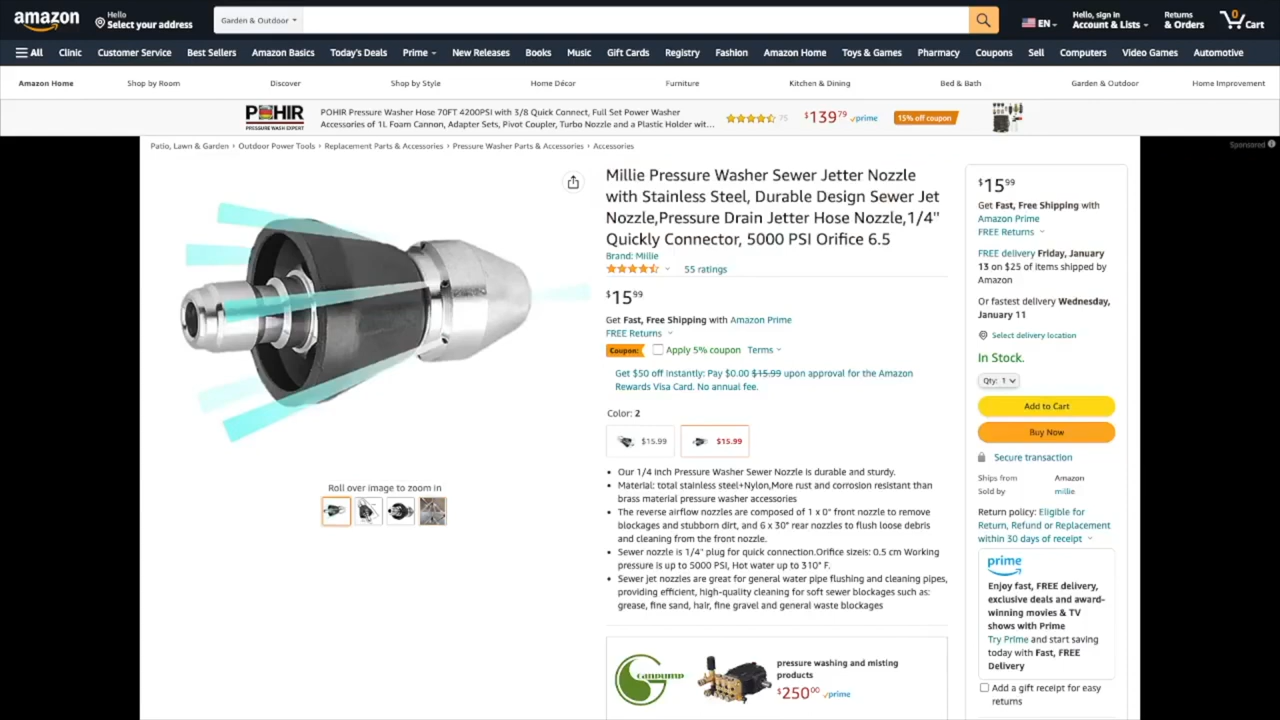 amazon
Hello
Select your address
Garden & Outdoor
EN
Hello, sign in
Account & Lists
Returns
& Orders
0
Cart
All
Clinic
Customer Service
Best Sellers
Amazon Basics
Today's Deals
Prime
New Releases
Books
Music
Gift Cards
Registry
Fashion
Amazon Home
Toys & Games
Pharmacy
Coupons
Sell
Computers
Video Games
Automotive
Amazon Home
Shop by Room
Discover
Shop by Style
Home Décor
Furniture
Kitchen & Dining
Bed & Bath
Garden & Outdoor
Home Improvement
POHIR
PRESSURE WASH EXPERT
POHIR Pressure Washer Hose 70FT 4200PSI with 3/8 Quick Connect, Full Set Power Washer
Accessories of 1L Foam Cannon, Adapter Sets, Pivot Coupler, Turbo Nozzle and a Plastic Holder wit...
75
$139.79 prime
15% off coupon
Sponsored
Patio, Lawn & Garden › Outdoor Power Tools › Replacement Parts & Accessories › Pressure Washer Parts & Accessories › Accessories
Roll over image to zoom in
Millie Pressure Washer Sewer Jetter Nozzle
with Stainless Steel, Durable Design Sewer Jet
Nozzle,Pressure Drain Jetter Hose Nozzle,1/4"
Quickly Connector, 5000 PSI Orifice 6.5
Brand: Millie
55 ratings
$15.99
Get Fast, Free Shipping with Amazon Prime
FREE Returns
Coupon: Apply 5% coupon Terms
Get $50 off instantly: Pay $0.00 $15.99 upon approval for the Amazon
Rewards Visa Card. No annual fee.
Color: 2
$15.99
$15.99
• Our 1/4 inch Pressure Washer Sewer Nozzle is durable and sturdy.
• Material: total stainless steel+Nylon,More rust and corrosion resistant than
brass material pressure washer accessories
• The reverse airflow nozzles are composed of 1 x 0° front nozzle to remove
blockages and stubborn dirt, and 6 x 30° rear nozzles to flush loose debris
and cleaning from the front nozzle.
• Sewer nozzle is 1/4" plug for quick connection.Orifice sizeis: 0.5 cm Working
pressure is up to 5000 PSI, Hot water up to 310° F.
• Sewer jet nozzles are great for general water pipe flushing and cleaning pipes,
providing efficient, high-quality cleaning for soft sewer blockages such as:
grease, fine sand, hair, fine gravel and general waste blockages
Canpump
pressure washing and misting
products
$250.00 prime
$15.99
Get Fast, Free Shipping with
Amazon Prime
FREE Returns
FREE delivery Friday, January
13 on $25 of items shipped by
Amazon
Or fastest delivery Wednesday,
January 11
Select delivery location
In Stock.
Qty: 1
Add to Cart
Buy Now
Secure transaction
Ships from Amazon
Sold by millie
Return policy: Eligible for
Return, Refund or Replacement
within 30 days of receipt
prime
Enjoy fast, FREE delivery,
exclusive deals and award-
winning movies & TV
shows with Prime
Try Prime and start saving
today with Fast, FREE
Delivery
Add a gift receipt for easy
returns